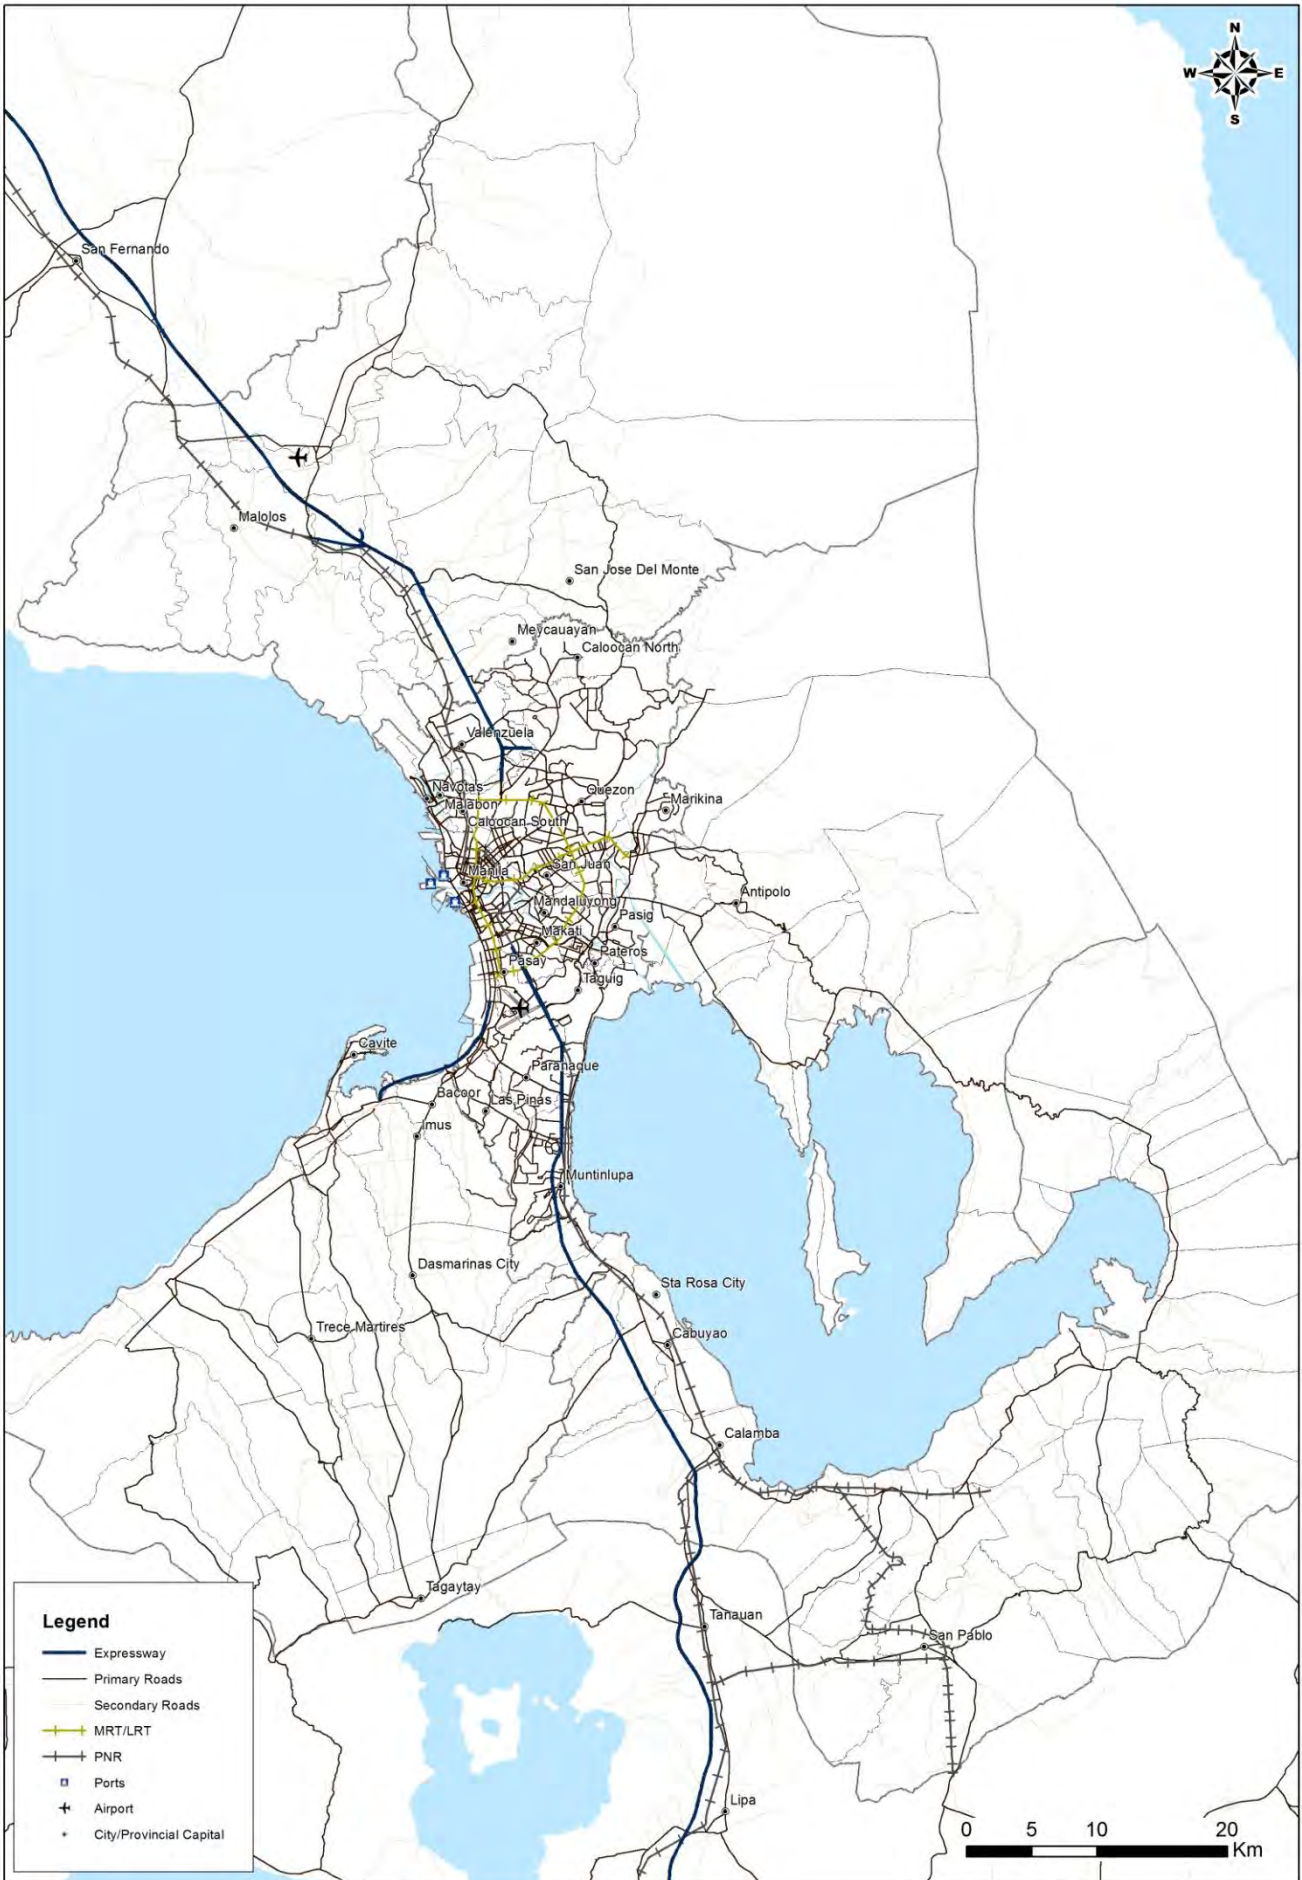 N
W E
S
San Fernando
Malolos
San Jose Del Monte
Meycauayan
Caloocan North
Valenzuela
Navotas
Quezon
Marikina
Malabon
Caloocan South
San Juan
Manila
Antipolo
Mandaluyong
Pasig
Makati
Pateros
Pasay
Taguig
Cavite
Paranaque
Bacoor
Las Pinas
Imus
Muntinlupa
Dasmarinas City
Sta Rosa City
Trece Martires
Cabuyao
Calamba
Tagaytay
Tanauan
San Pablo
Lipa
Legend
Expressway
Primary Roads
Secondary Roads
MRT/LRT
PNR
Ports
Airport
City/Provincial Capital
0 5 10 20
Km